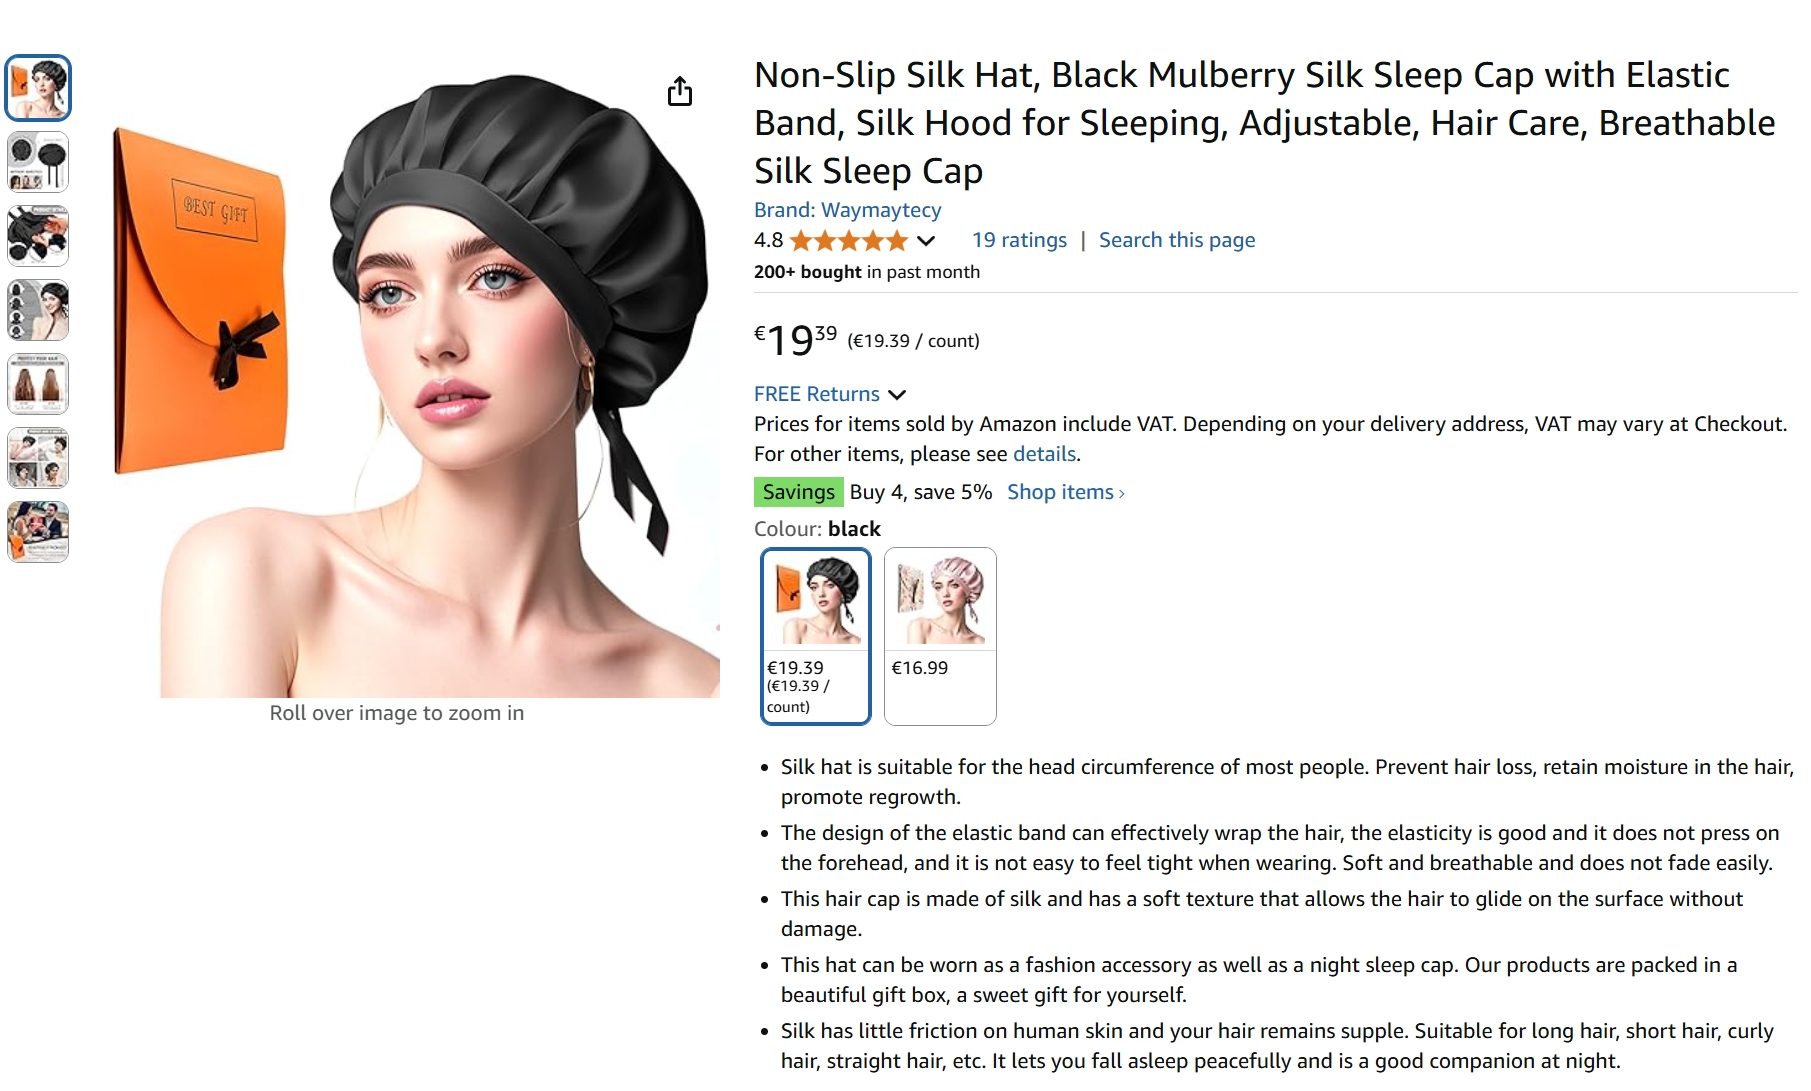 BEST GIFT
Roll over image to zoom in
Non-Slip Silk Hat, Black Mulberry Silk Sleep Cap with Elastic
Band, Silk Hood for Sleeping, Adjustable, Hair Care, Breathable
Silk Sleep Cap
Brand: Waymaytecy
4.8 19 ratings | Search this page
200+ bought in past month
€19 39 (€19.39 / count)
FREE Returns
Prices for items sold by Amazon include VAT. Depending on your delivery address, VAT may vary at Checkout.
For other items, please see details.
Savings Buy 4, save 5% Shop items ›
Colour: black
€19.39
(€19.39 /
count)
€16.99
• Silk hat is suitable for the head circumference of most people. Prevent hair loss, retain moisture in the hair,
promote regrowth.
• The design of the elastic band can effectively wrap the hair, the elasticity is good and it does not press on
the forehead, and it is not easy to feel tight when wearing. Soft and breathable and does not fade easily.
• This hair cap is made of silk and has a soft texture that allows the hair to glide on the surface without
damage.
• This hat can be worn as a fashion accessory as well as a night sleep cap. Our products are packed in a
beautiful gift box, a sweet gift for yourself.
• Silk has little friction on human skin and your hair remains supple. Suitable for long hair, short hair, curly
hair, straight hair, etc. It lets you fall asleep peacefully and is a good companion at night.